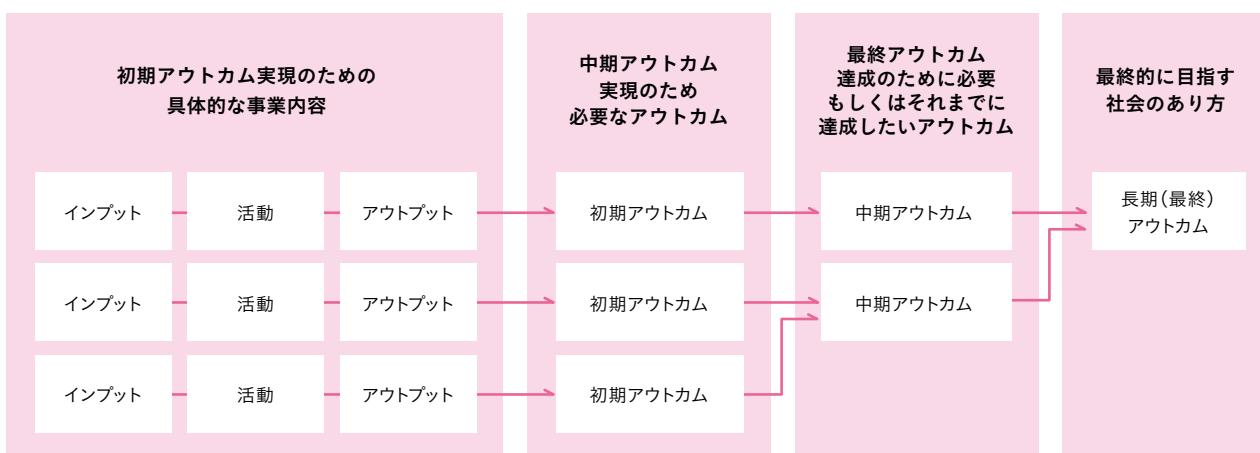 初期アウトカム実現のための
具体的な事業内容
中期アウトカム
実現のため
必要なアウトカム
最終アウトカム
達成のために必要
もしくはそれまでに
達成したいアウトカム
最終的に目指す
社会のあり方
インプット
活動
アウトプット
初期アウトカム
中期アウトカム
長期(最終)
アウトカム
インプット
活動
アウトプット
初期アウトカム
中期アウトカム
インプット
活動
アウトプット
初期アウトカム